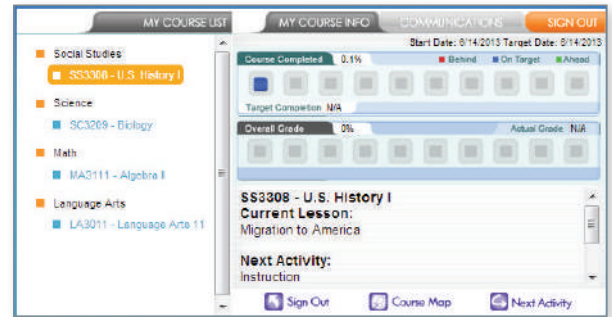 MY COURSE LIST
MY COURSE INFO
COMMUNICATIONS
SIGN OUT
Social Studies
SS3308 - U.S. History I
Science
SC3209 - Biology
Math
MA3111 - Algebra I
Language Arts
LA3011 - Language Arts 11
Start Date: 6/14/2013 Target Date: 6/14/2013
Course Completed 0.1%
Behind On Target Ahead
Target Completion N/A
Overall Grade 0%
Actual Grade N/A
SS3308 - U.S. History I
Current Lesson:
Migration to America
Next Activity:
Instruction
Sign Out
Course Map
Next Activity